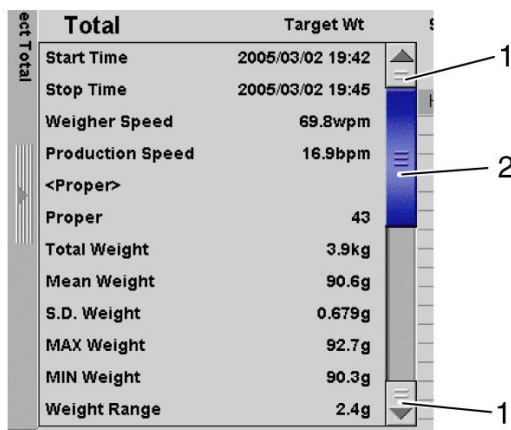 ect Total
Total Target Wt
Start Time 2005/03/02 19:42
Stop Time 2005/03/02 19:45
Weigher Speed 69.8wpm
Production Speed 16.9bpm
<Proper>
Proper 43
Total Weight 3.9kg
Mean Weight 90.6g
S.D. Weight 0.679g
MAX Weight 92.7g
MIN Weight 90.3g
Weight Range 2.4g
1
2
1